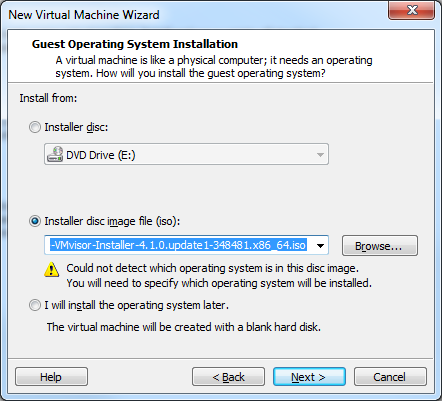 New Virtual Machine Wizard
Guest Operating System Installation
A virtual machine is like a physical computer; it needs an operating
system. How will you install the guest operating system?
Install from:
Installer disc:
DVD Drive (E:)
Installer disc image file (iso):
-VMvisor-Installer-4.1.0.update1-348481.x86_64.iso
Browse...
Could not detect which operating system is in this disc image.
You will need to specify which operating system will be installed.
I will install the operating system later.
The virtual machine will be created with a blank hard disk.
Help
< Back
Next >
Cancel